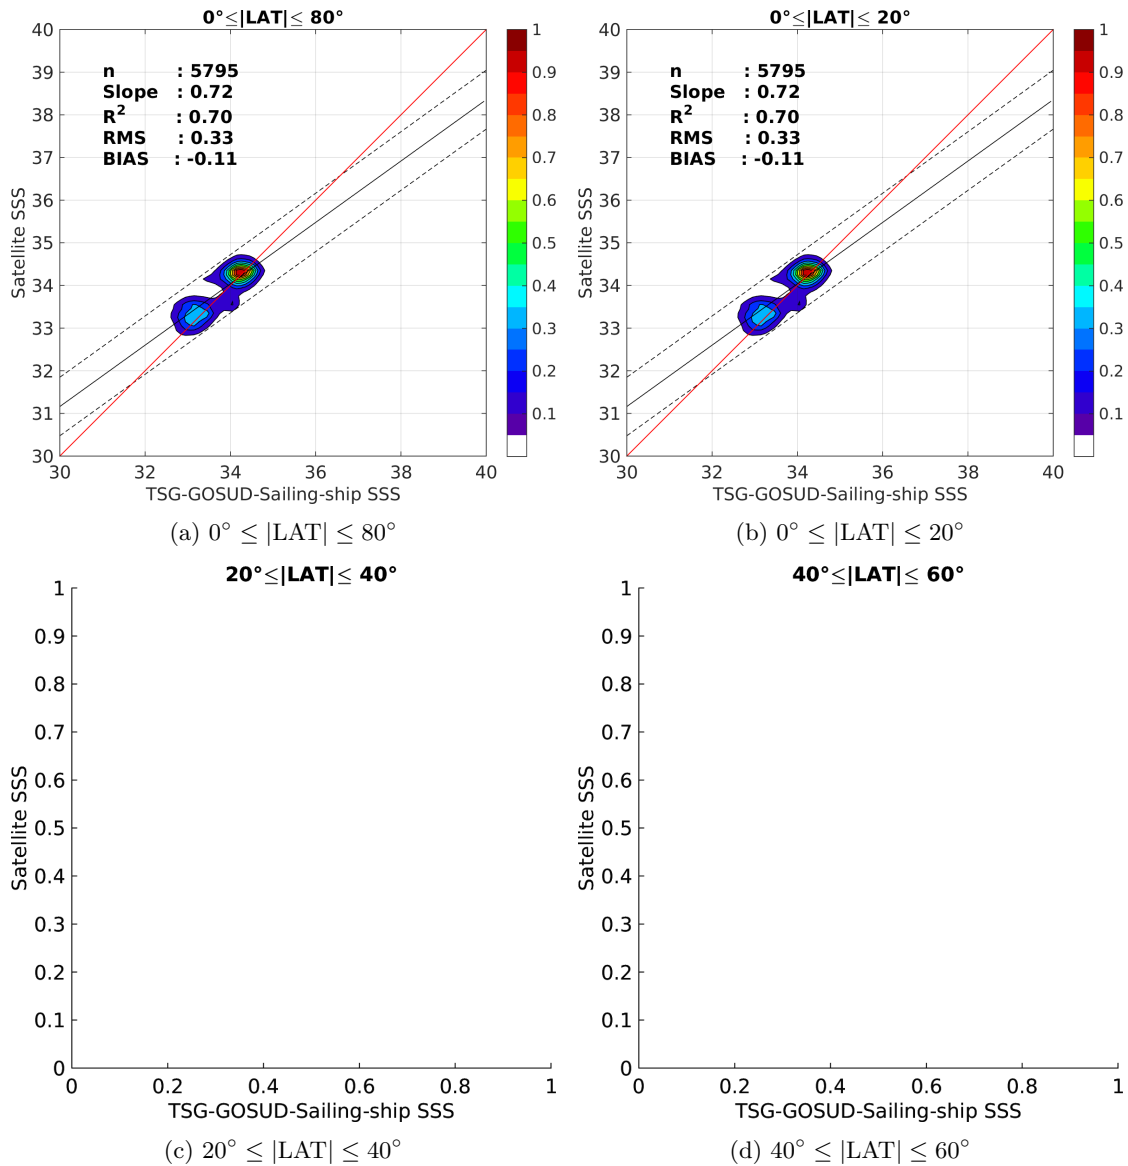 0°≤|LAT|≤ 80°
40
39
38
37
36
35
34
33
32
31
30
30 32 34 36 38 40
Satellite SSS
TSG-GOSUD-Sailing-ship SSS
n : 5795
Slope : 0.72
R2 : 0.70
RMS : 0.33
BIAS : -0.11
1
0.9
0.8
0.7
0.6
0.5
0.4
0.3
0.2
0.1
(a) 0° ≤ |LAT| ≤ 80°
0°≤|LAT|≤ 20°
40
39
38
37
36
35
34
33
32
31
30
30 32 34 36 38 40
Satellite SSS
TSG-GOSUD-Sailing-ship SSS
n : 5795
Slope : 0.72
R2 : 0.70
RMS : 0.33
BIAS : -0.11
1
0.9
0.8
0.7
0.6
0.5
0.4
0.3
0.2
0.1
(b) 0° ≤ |LAT| ≤ 20°
20°≤|LAT|≤ 40°
1
0.9
0.8
0.7
0.6
0.5
0.4
0.3
0.2
0.1
0
0 0.2 0.4 0.6 0.8 1
Satellite SSS
TSG-GOSUD-Sailing-ship SSS
(c) 20° ≤ |LAT| ≤ 40°
40°≤|LAT|≤ 60°
1
0.9
0.8
0.7
0.6
0.5
0.4
0.3
0.2
0.1
0
0 0.2 0.4 0.6 0.8 1
Satellite SSS
TSG-GOSUD-Sailing-ship SSS
(d) 40° ≤ |LAT| ≤ 60°